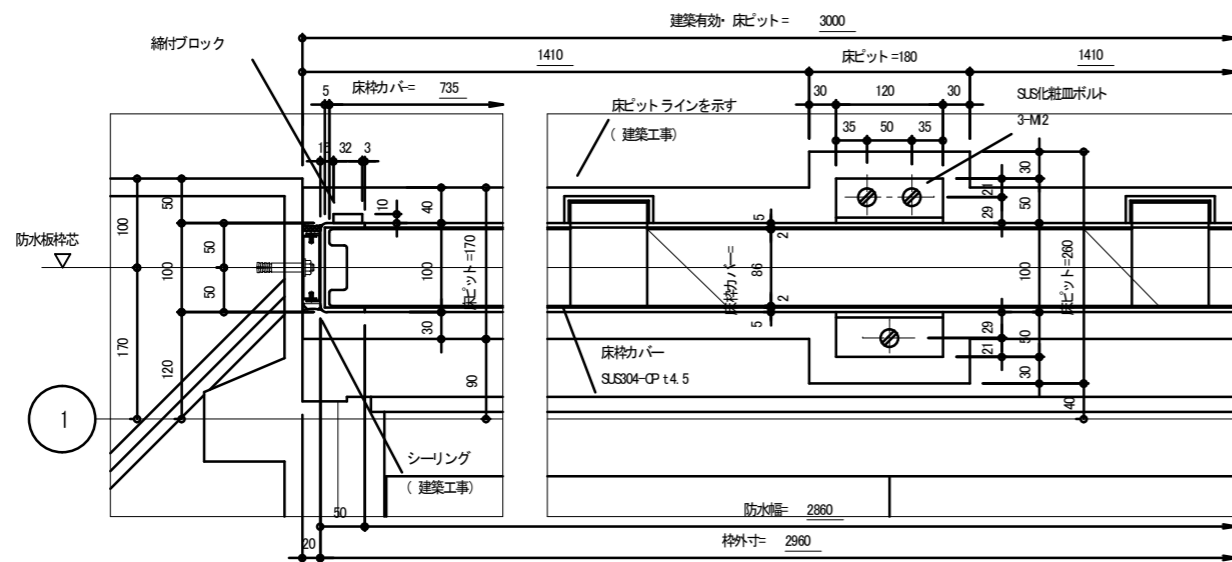 建築有効・床ピット= 3000
締付ブロック
1410
床ピット=180
1410
床枠カバー= 735
5
30
120
30
SUS化粧皿ボルト
3-M12
床ピットラインを示す
( 建築工事)
35
50
35
15
32
3
10
40
50
100
50
100
50
50
170
120
防水板枠芯
1
床ピット=170
100
30
90
5
2
86
2
5
床枠カバー=
21
29
30
50
100
床ピット=260
29
21
50
30
40
床枠カバー
SUS304-CP t4.5
シーリング
( 建築工事)
50
防水幅= 2860
20
枠外寸= 2960